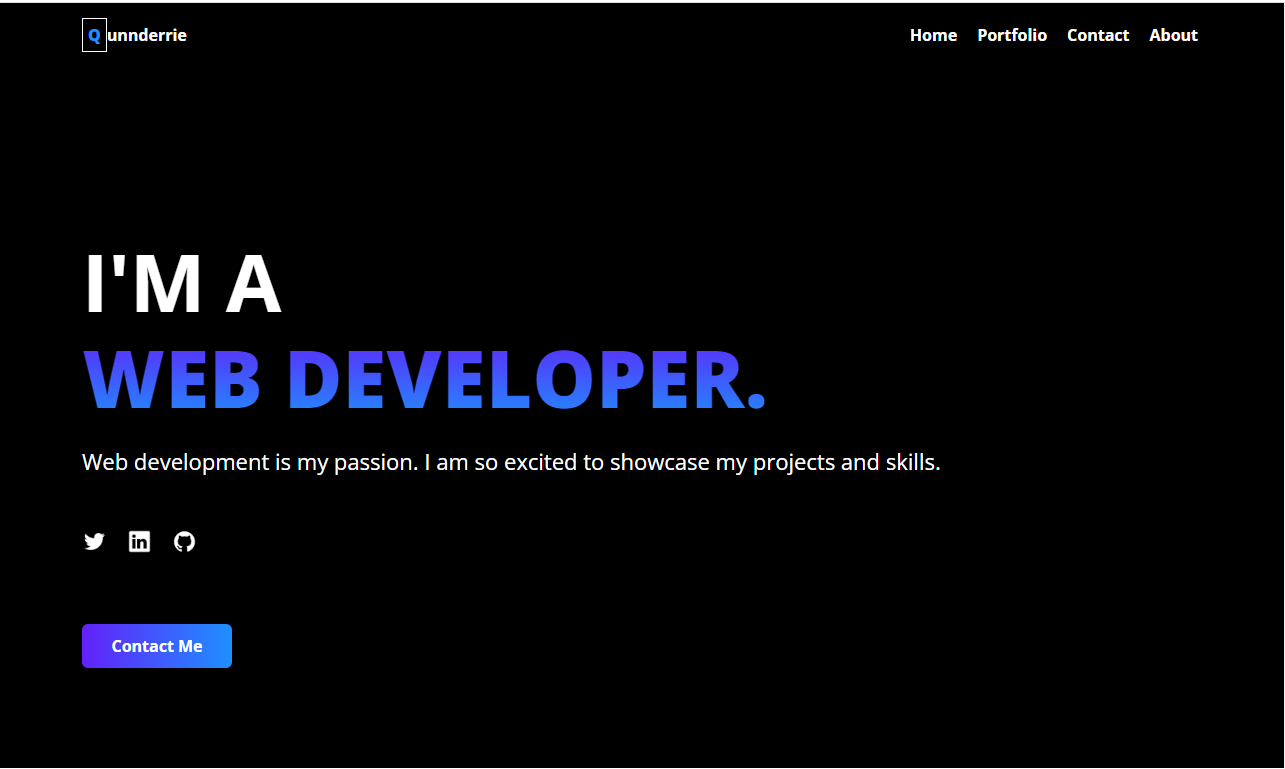 Qunnderrie
Home Portfolio Contact About
I'M A
WEB DEVELOPER.
Web development is my passion. I am so excited to showcase my projects and skills.
in
Contact Me